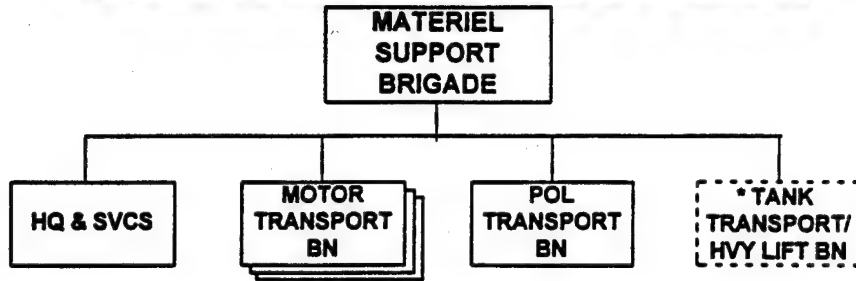 MATERIEL
SUPPORT
BRIGADE
HQ & SVCS
MOTOR
TRANSPORT
BN
POL
TRANSPORT
BN
* TANK
TRANSPORT/
HVY LIFT BN